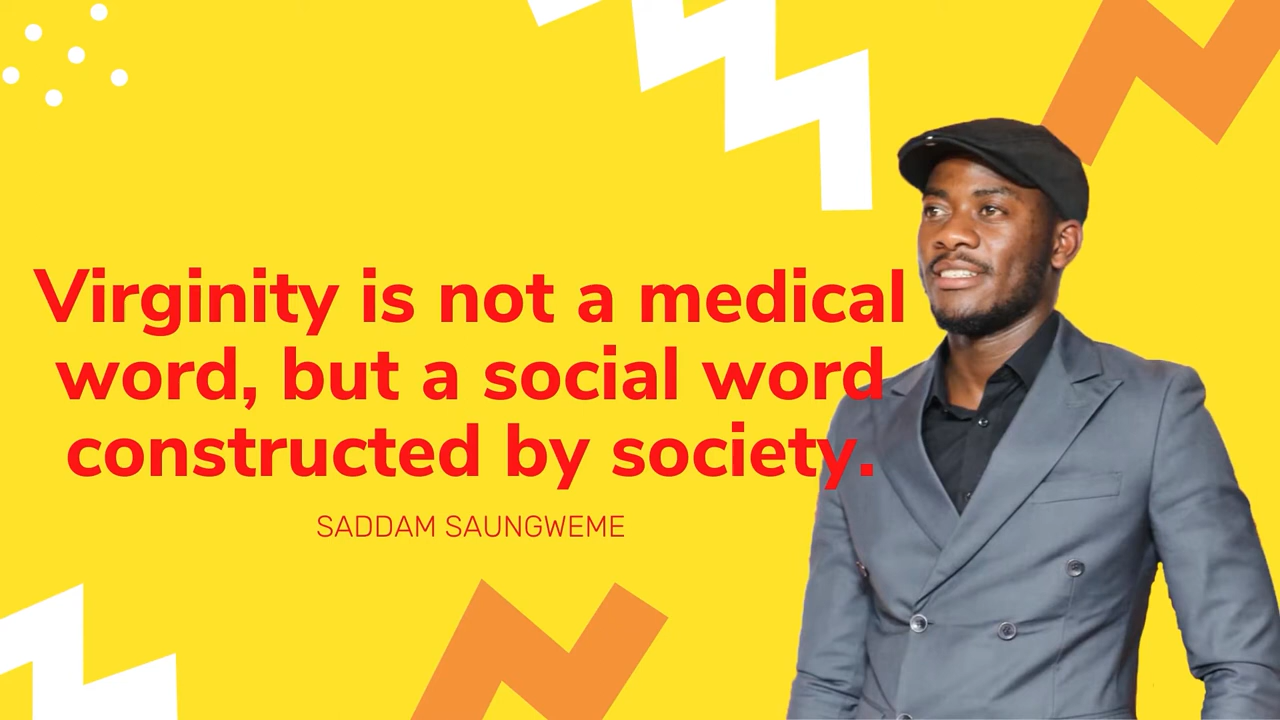 Virginity is not a medical
word, but a social word
constructed by society.
SADDAM SAUNGWEME